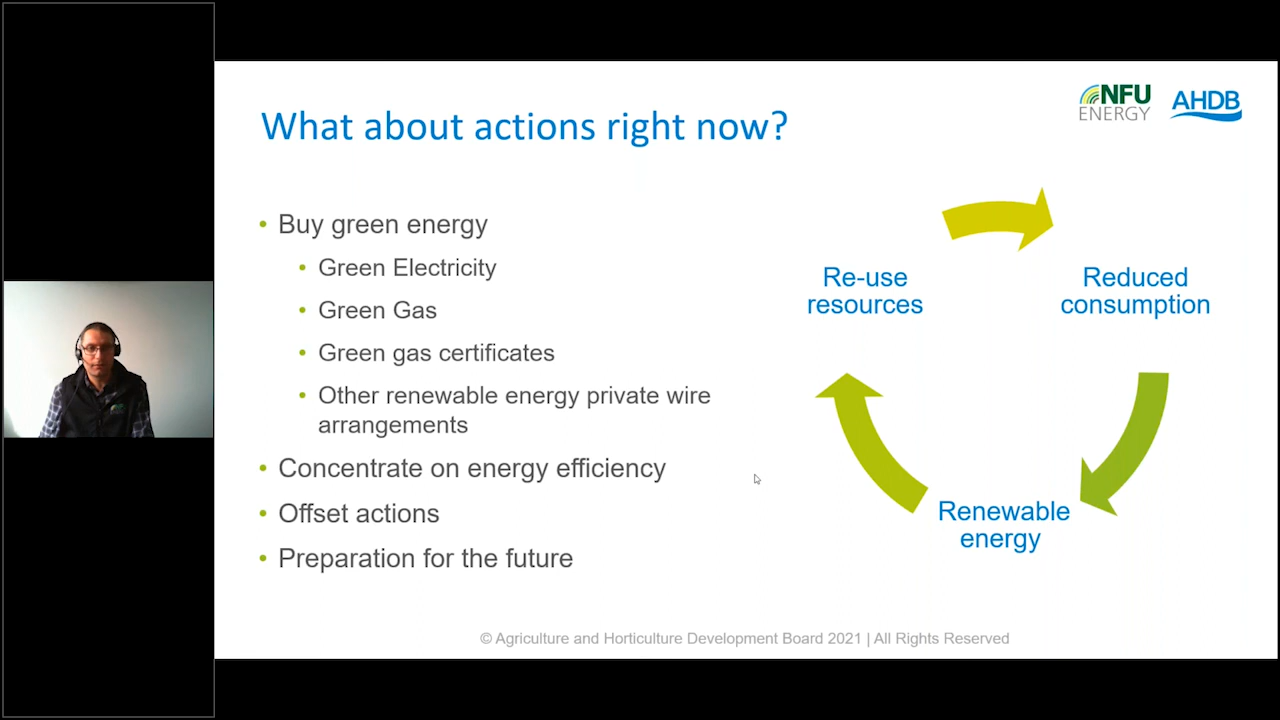 What about actions right now?
NFU
ENERGY
AHDB
• Buy green energy
• Green Electricity
• Green Gas
• Green gas certificates
• Other renewable energy private wire
arrangements
• Concentrate on energy efficiency
• Offset actions
• Preparation for the future
Re-use
resources
Reduced
consumption
Renewable
energy
© Agriculture and Horticulture Development Board 2021 | All Rights Reserved